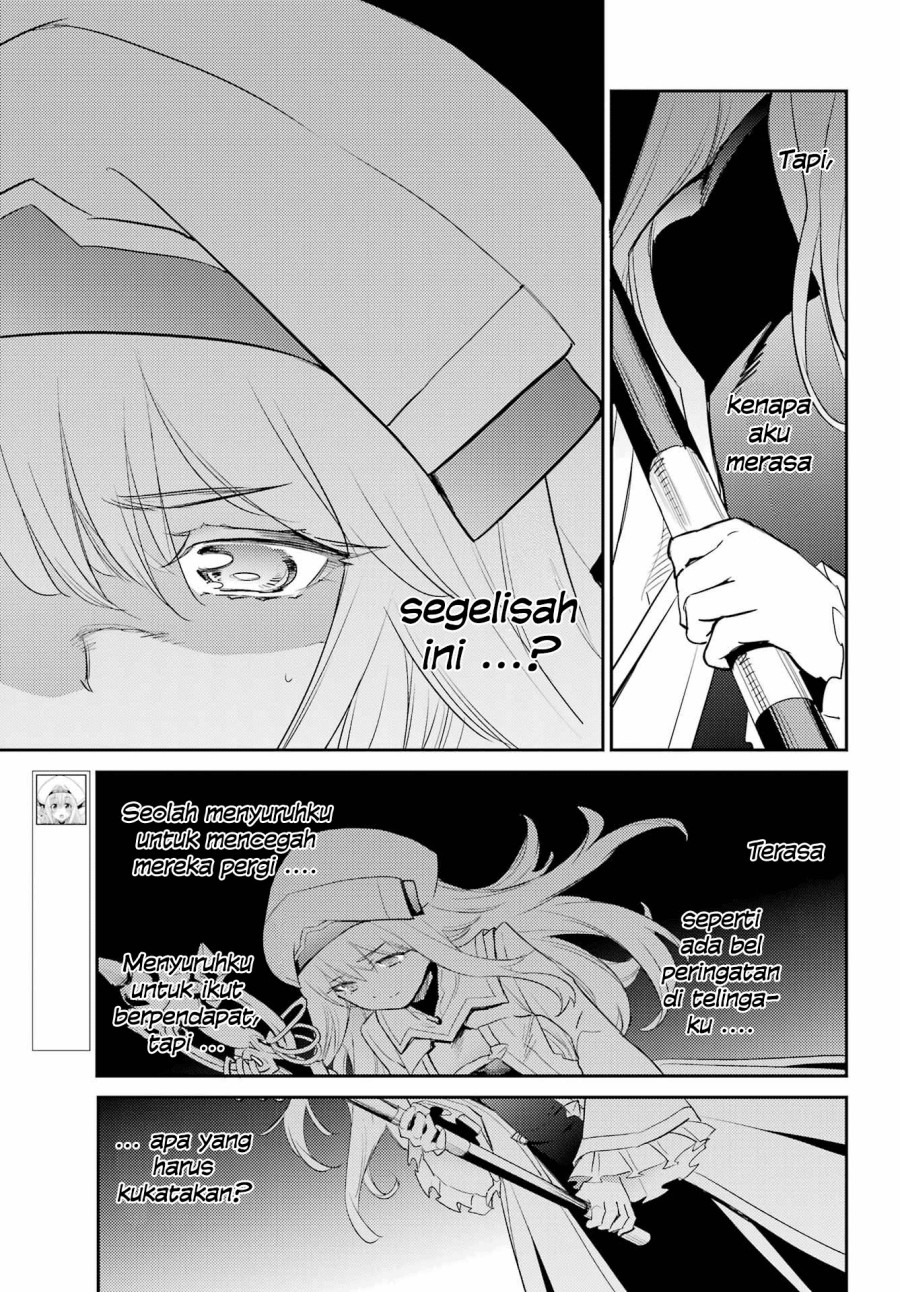 Tapi,
kenapa
aku
merasa
segelisah
ini ...?
Terasa
seperti
ada bel
peringatan
di telinga-
ku ....
Seolah menyuruhku
untuk mencegah
mereka pergi ....
Menyuruhku
untuk ikut
berpendapat,
tapi ...
... apa yang
harus
kukatakan?